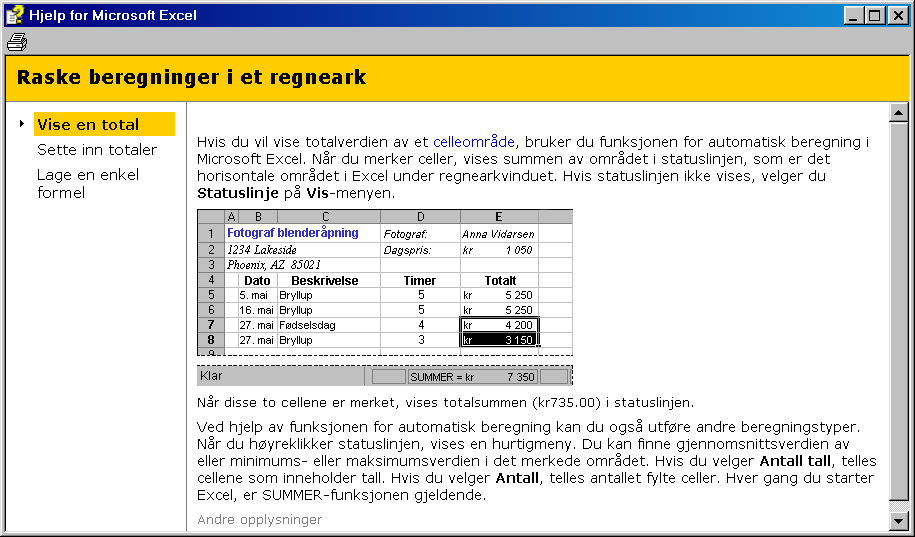 Hjelp for Microsoft Excel
Raske beregninger i et regneark
Vise en total
Sette inn totaler
Lage en enkel
formel
Hvis du vil vise totalverdien av et celleområde, bruker du funksjonen for automatisk beregning i
Microsoft Excel. Når du merker celler, vises summen av området i statuslinjen, som er det
horisontale området i Excel under regnearkvinduet. Hvis statuslinjen ikke vises, velger du
Statuslinje på Vis-menyen.
A B C D E
1 Fotograf blenderåpning Fotograf: Anna Vidarsen
2 1234 Lakeside Dagspris: kr 1 050
3 Phoenix, AZ 85021
4 Dato Beskrivelse Timer Totalt
5 5. mai Bryllup 5 kr 5 250
6 16. mai Bryllup 5 kr 5 250
7 27. mai Fødselsdag 4 kr 4 200
8 27. mai Bryllup 3 kr 3 150
9
Klar SUMMER = kr 7 350
Når disse to cellene er merket, vises totalsummen (kr735.00) i statuslinjen.
Ved hjelp av funksjonen for automatisk beregning kan du også utføre andre beregningstyper.
Når du høyreklikker statuslinjen, vises en hurtigmeny. Du kan finne gjennomsnittsverdien av
eller minimums- eller maksimumsverdien i det merkede området. Hvis du velger Antall tall, telles
cellene som inneholder tall. Hvis du velger Antall, telles antallet fylte celler. Hver gang du starter
Excel, er SUMMER-funksjonen gjeldende.
Andre opplysninger